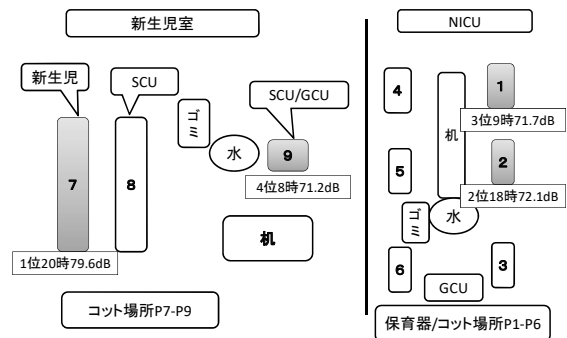 新生児室
NICU
新生児
SCU
SCU/GCU
ゴミ
水
9
4位8時71.2dB
7
8
机
1位20時79.6dB
コット場所P7-P9
4
机
1
3位9時71.7dB
5
2
2位18時72.1dB
ゴミ
水
6
3
GCU
保育器/コット場所P1-P6